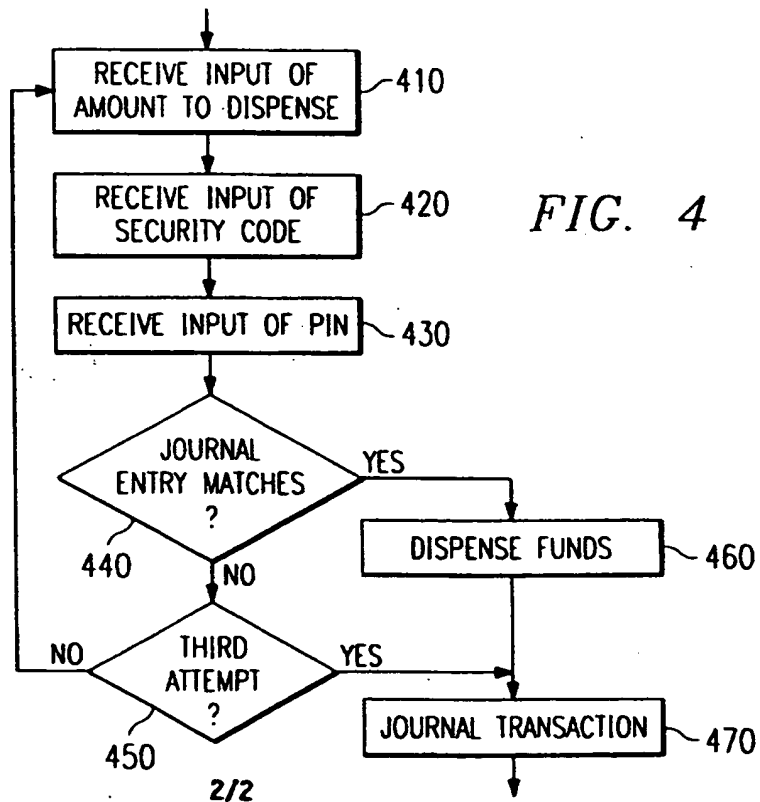 RECEIVE INPUT OF
AMOUNT TO DISPENSE
410
RECEIVE INPUT OF
SECURITY CODE
420
FIG. 4
RECEIVE INPUT OF PIN
430
JOURNAL
ENTRY MATCHES
?
YES
440
NO
DISPENSE FUNDS
460
NO
THIRD
ATTEMPT
?
YES
450
JOURNAL TRANSACTION
470
2/2